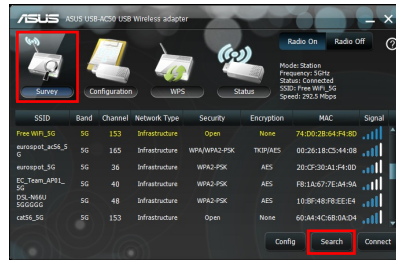 ASUS ASUS USB-AC50 USB Wireless adapter
Radio On Radio Off
Mode: Station
Frequency: 5GHz
Status: Connected
SSID: Free WiFi_5G
Speed: 292.5 Mbps
Survey Configuration WPS Status
SSID Band Channel Network Type Security Encryption MAC Signal
Free WiFi_5G 5G 153 Infrastructure Open None 74:D0:2B:64:F4:8D
eurospot_ac56_5
G 5G 165 Infrastructure WPA/WPA2-PSK TKIP/AES 00:26:18:C5:44:08
eurospot_5G 5G 36 Infrastructure WPA2-PSK AES 20:CF:30:A1:F4:0D
EC_Team_AP01_
5G 5G 40 Infrastructure WPA2-PSK AES F8:1A:67:7E:A4:9A
DSL-N66U
5GGGGG 5G 48 Infrastructure WPA2-PSK AES 10:BF:48:F8:EE:E4
cat56_5G 5G 153 Infrastructure Open None 60:A4:4C:6B:0A:D4
Config Search Connect